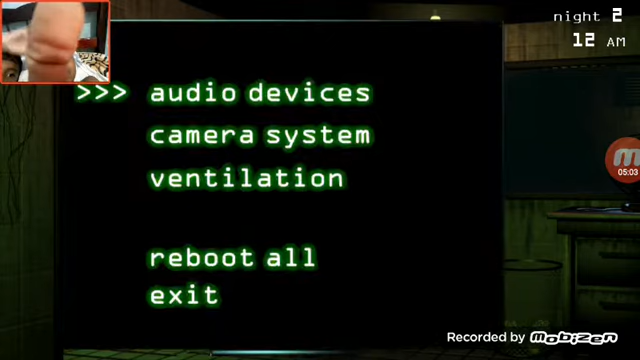 night 2
12 AM
>>> audio devices
camera system
ventilation
05:03
reboot all
exit
Recorded by mobizen